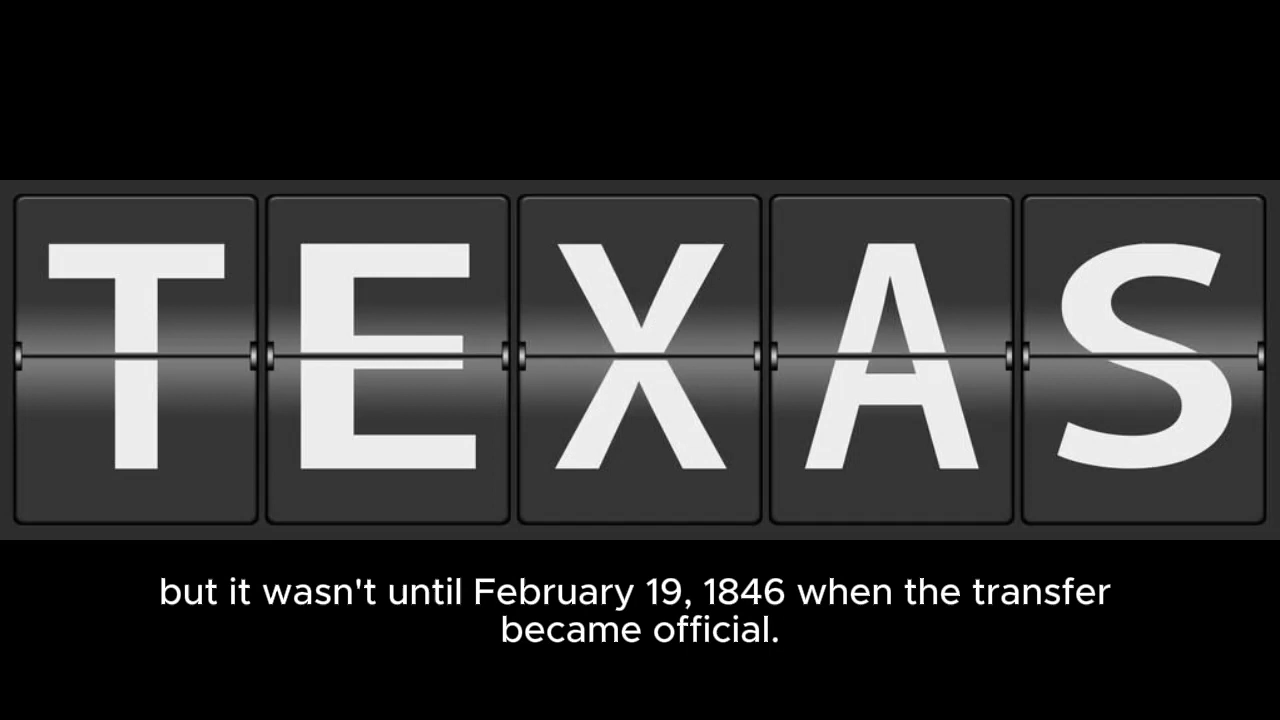 TEXAS
but it wasn't until February 19, 1846 when the transfer
became official.